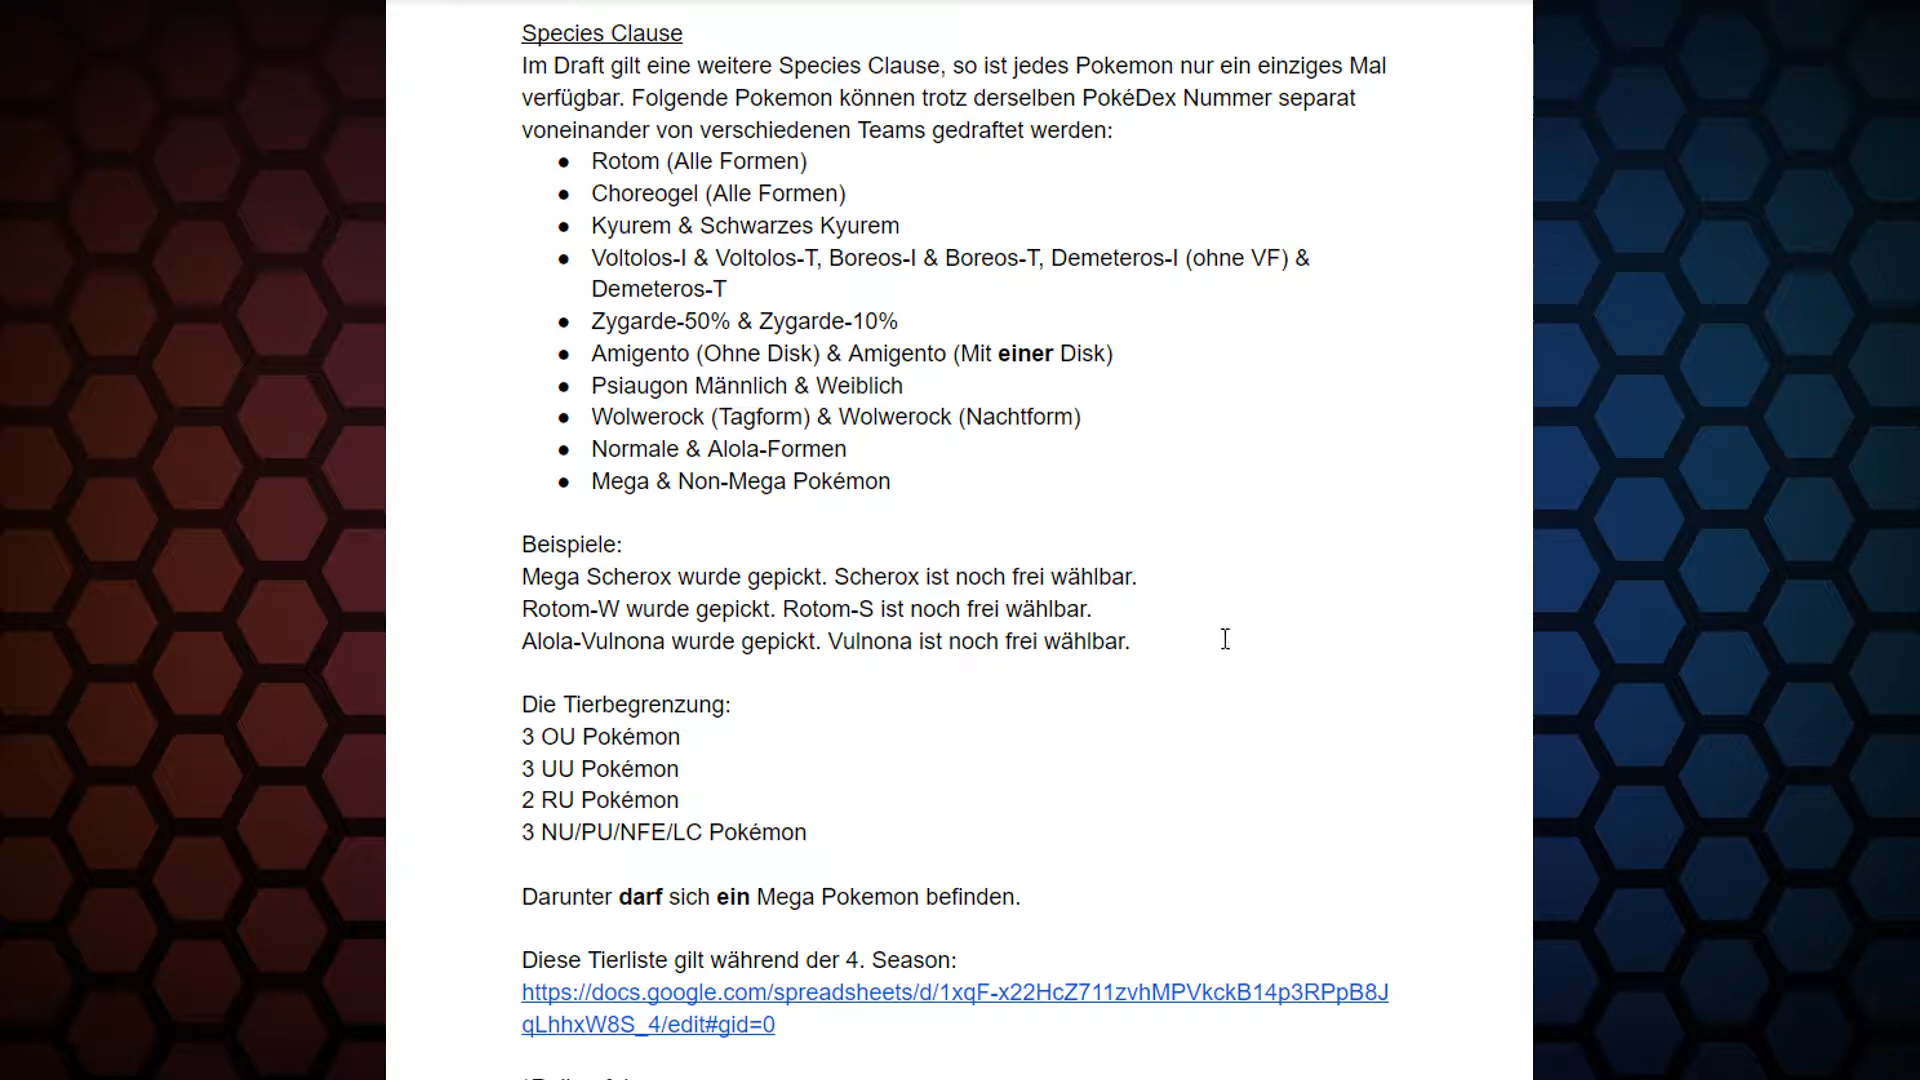 Species Clause
Im Draft gilt eine weitere Species Clause, so ist jedes Pokemon nur ein einziges Mal
verfügbar. Folgende Pokemon können trotz derselben PokéDex Nummer separat
voneinander von verschiedenen Teams gedraftet werden:
● Rotom (Alle Formen)
● Choreogel (Alle Formen)
● Kyurem & Schwarzes Kyurem
● Voltolos-I & Voltolos-T, Boreos-I & Boreos-T, Demeteros-I (ohne VF) &
Demeteros-T
● Zygarde-50% & Zygarde-10%
● Amigento (Ohne Disk) & Amigento (Mit einer Disk)
● Psiaugon Männlich & Weiblich
● Wolwerock (Tagform) & Wolwerock (Nachtform)
● Normale & Alola-Formen
● Mega & Non-Mega Pokémon
Beispiele:
Mega Scherox wurde gepickt. Scherox ist noch frei wählbar.
Rotom-W wurde gepickt. Rotom-S ist noch frei wählbar.
Alola-Vulnona wurde gepickt. Vulnona ist noch frei wählbar.
Die Tierbegrenzung:
3 OU Pokémon
3 UU Pokémon
2 RU Pokémon
3 NU/PU/NFE/LC Pokémon
Darunter darf sich ein Mega Pokemon befinden.
Diese Tierliste gilt während der 4. Season:
https://docs.google.com/spreadsheets/d/1xqF-x22HcZ711zvhMPVkckB14p3RPpB8J
qLhhxW8S_4/edit#gid=0